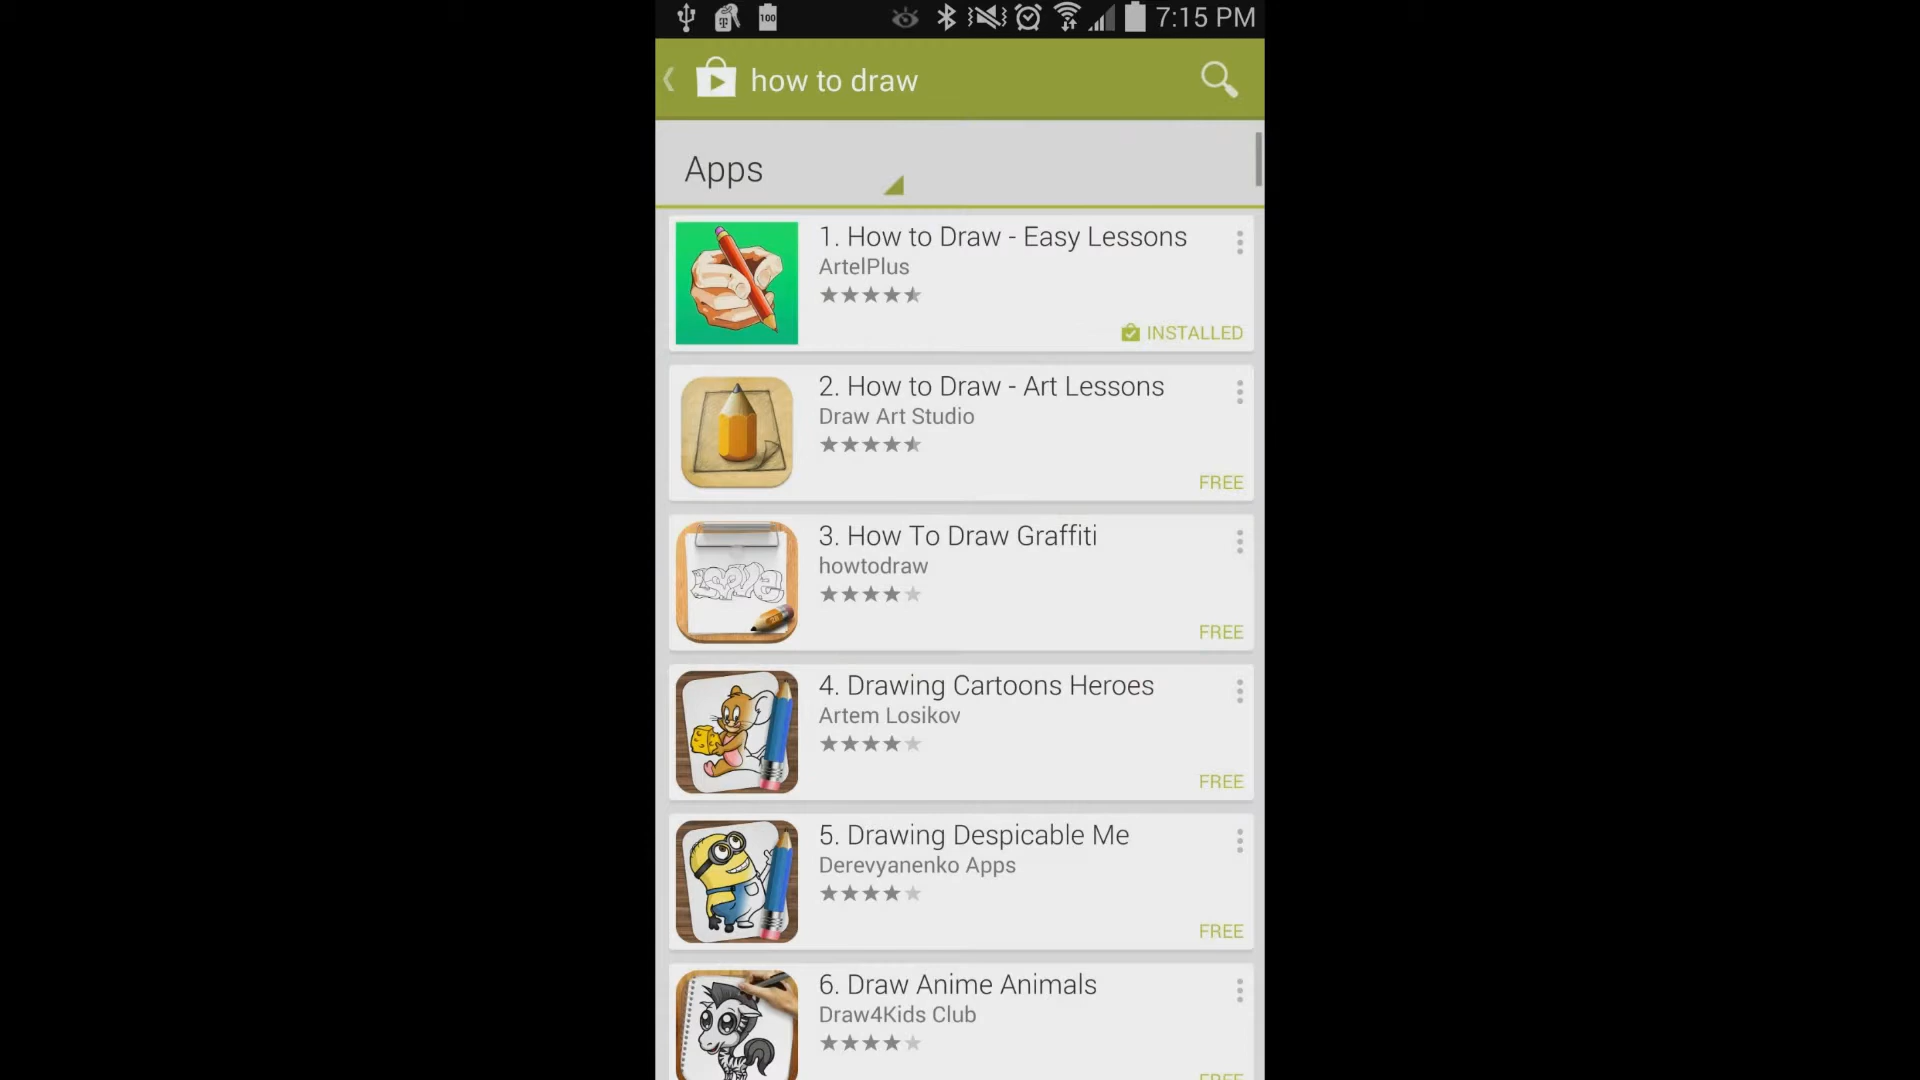 100
7:15 PM
how to draw
Apps
1. How to Draw - Easy Lessons
ArtelPlus
INSTALLED
2. How to Draw - Art Lessons
Draw Art Studio
FREE
3. How To Draw Graffiti
howtodraw
FREE
4. Drawing Cartoons Heroes
Artem Losikov
FREE
5. Drawing Despicable Me
Derevyanenko Apps
FREE
6. Draw Anime Animals
Draw4Kids Club
FREE